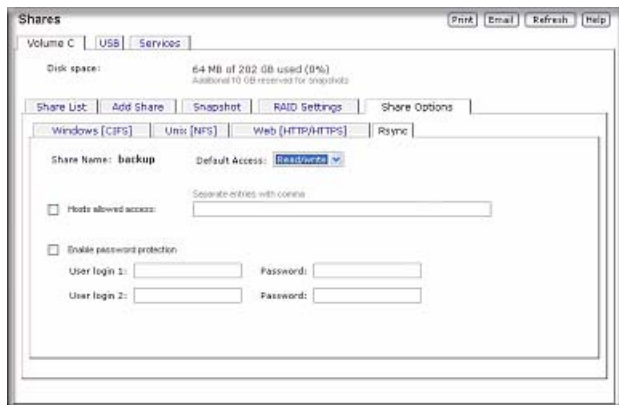 Shares Print Email Refresh Help
Volume C USB Services
Disk space: 64 MB of 202 GB used (0%)
Additional 10 GB reserved for snapshots
Share List Add Share Snapshot RAID Settings Share Options
Windows [CIFS] Unix [NFS] Web [HTTP/HTTPS] Rsync
Share Name: backup Default Access: Read/write
Separate entries with comma
Hosts allowed access:
Enable password protection
User login 1: Password:
User login 2: Password: